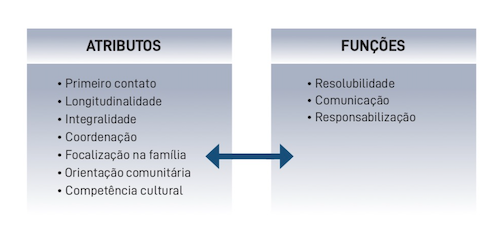 ATRIBUTOS
• Primeiro contato
• Longitudinalidade
• Integralidade
• Coordenação
• Focalização na família
• Orientação comunitária
• Competência cultural
FUNÇÕES
• Resolubilidade
• Comunicação
• Responsabilização